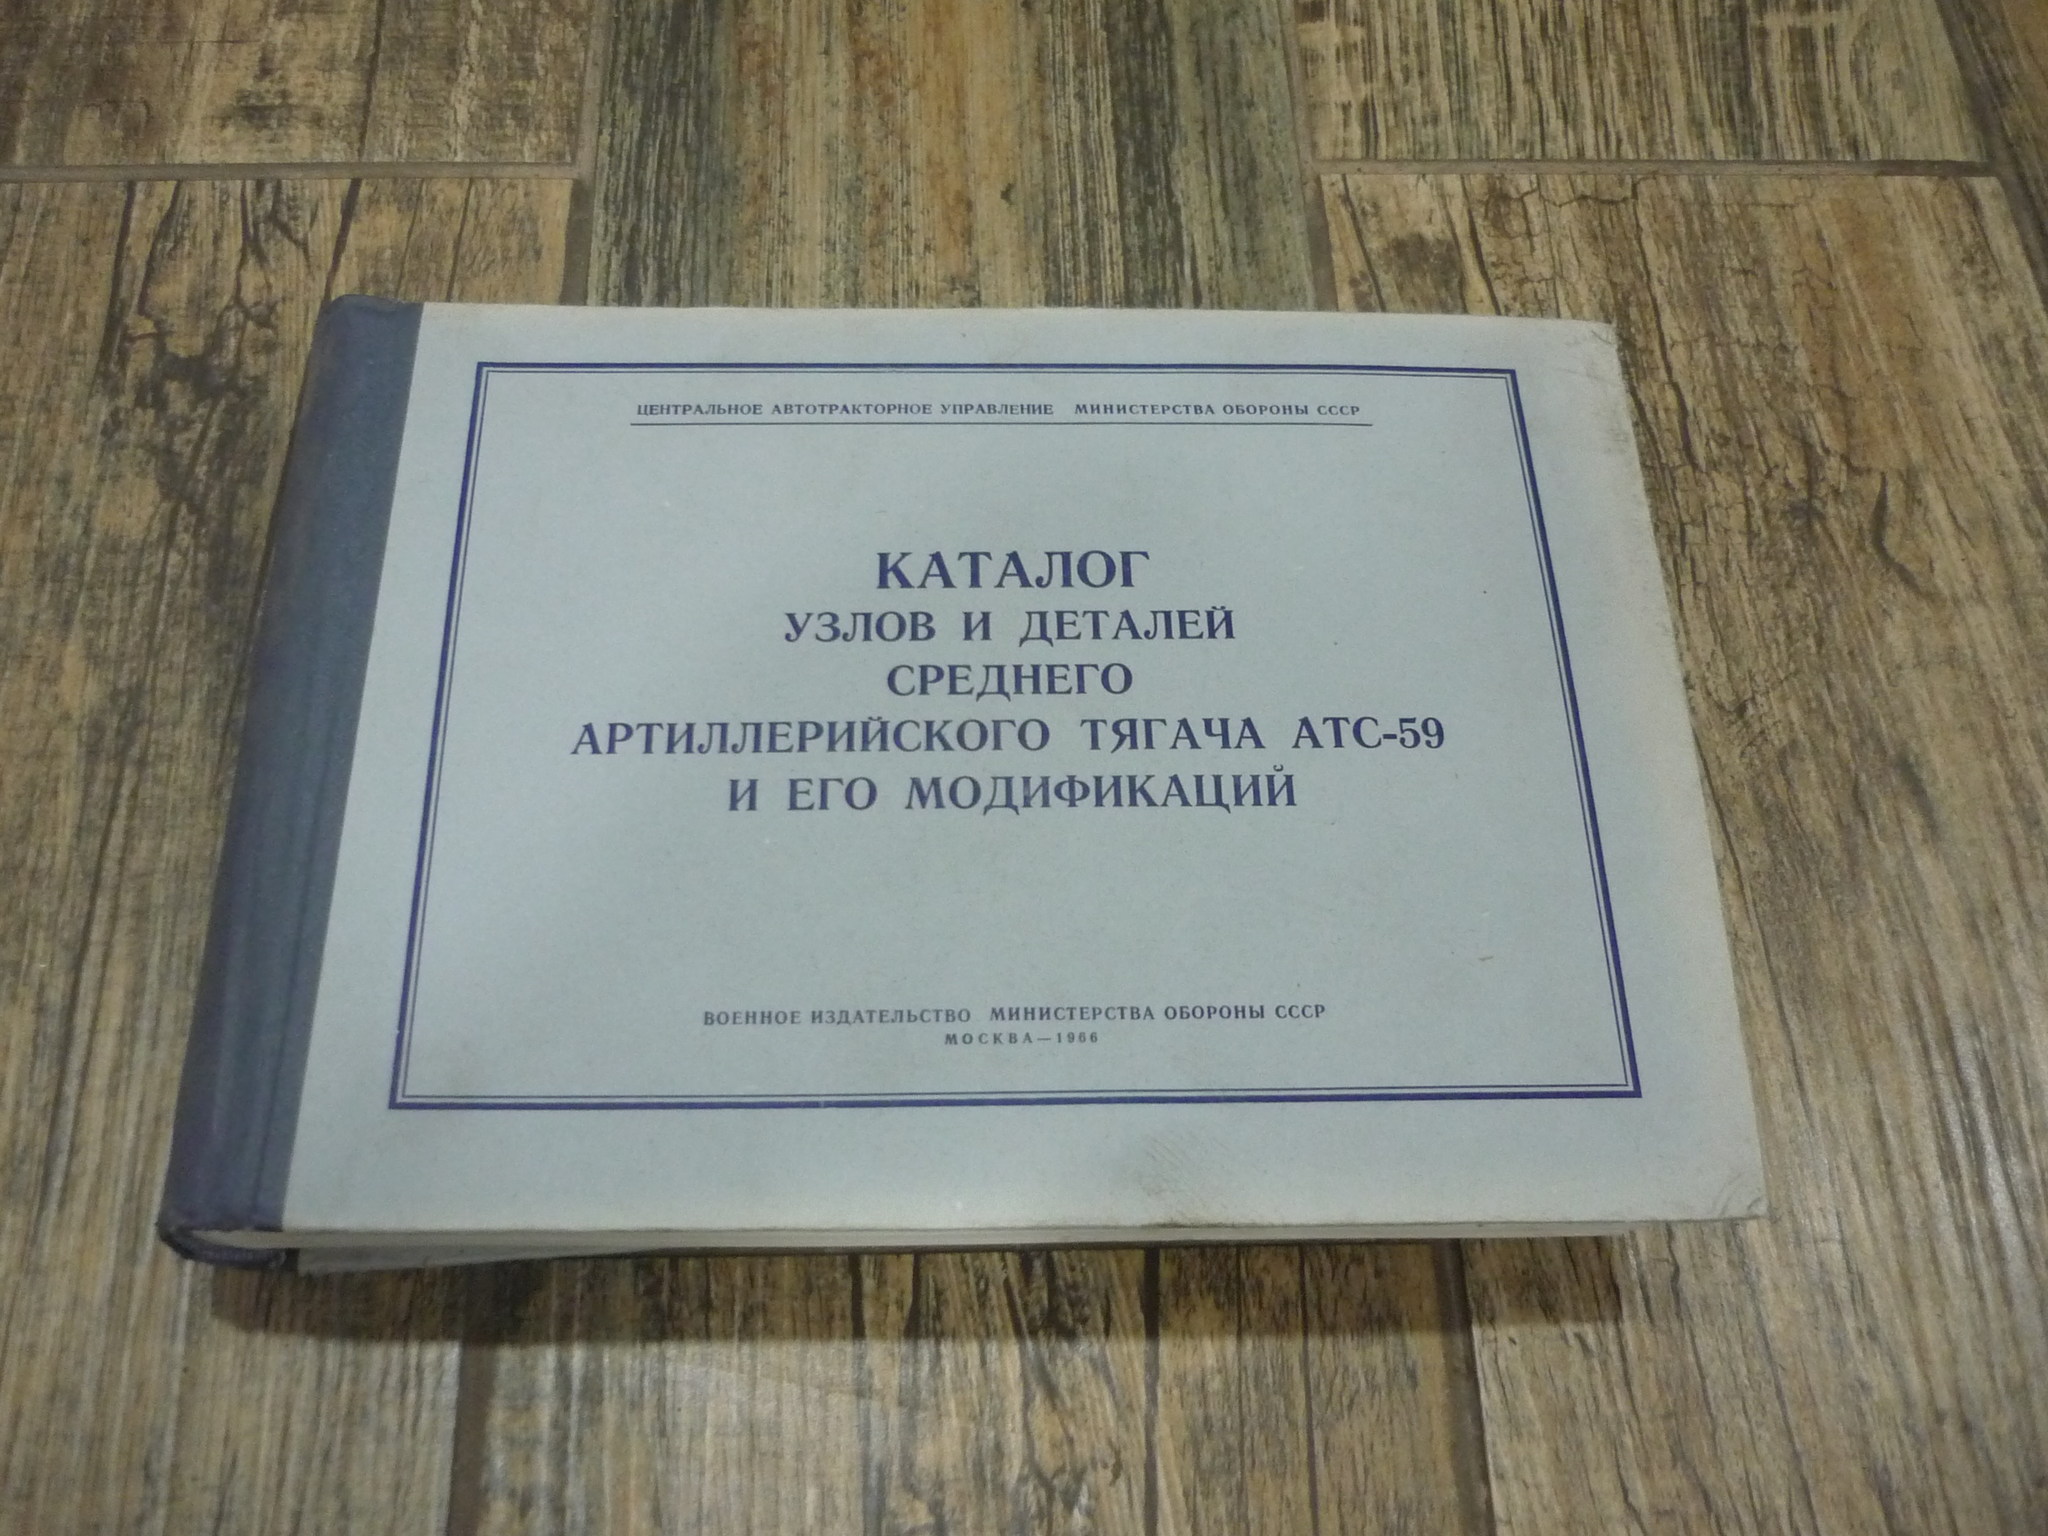 ЦЕНТРАЛЬНОЕ АВТОТРАКТОРНОЕ УПРАВЛЕНИЕ МИНИСТЕРСТВА ОБОРОНЫ СССР
КАТАЛОГ
УЗЛОВ И ДЕТАЛЕЙ
СРЕДНЕГО
АРТИЛЛЕРИЙСКОГО ТЯГАЧА АТС-59
И ЕГО МОДИФИКАЦИЙ
ВОЕННОЕ ИЗДАТЕЛЬСТВО МИНИСТЕРСТВА ОБОРОНЫ СССР
МОСКВА—1966